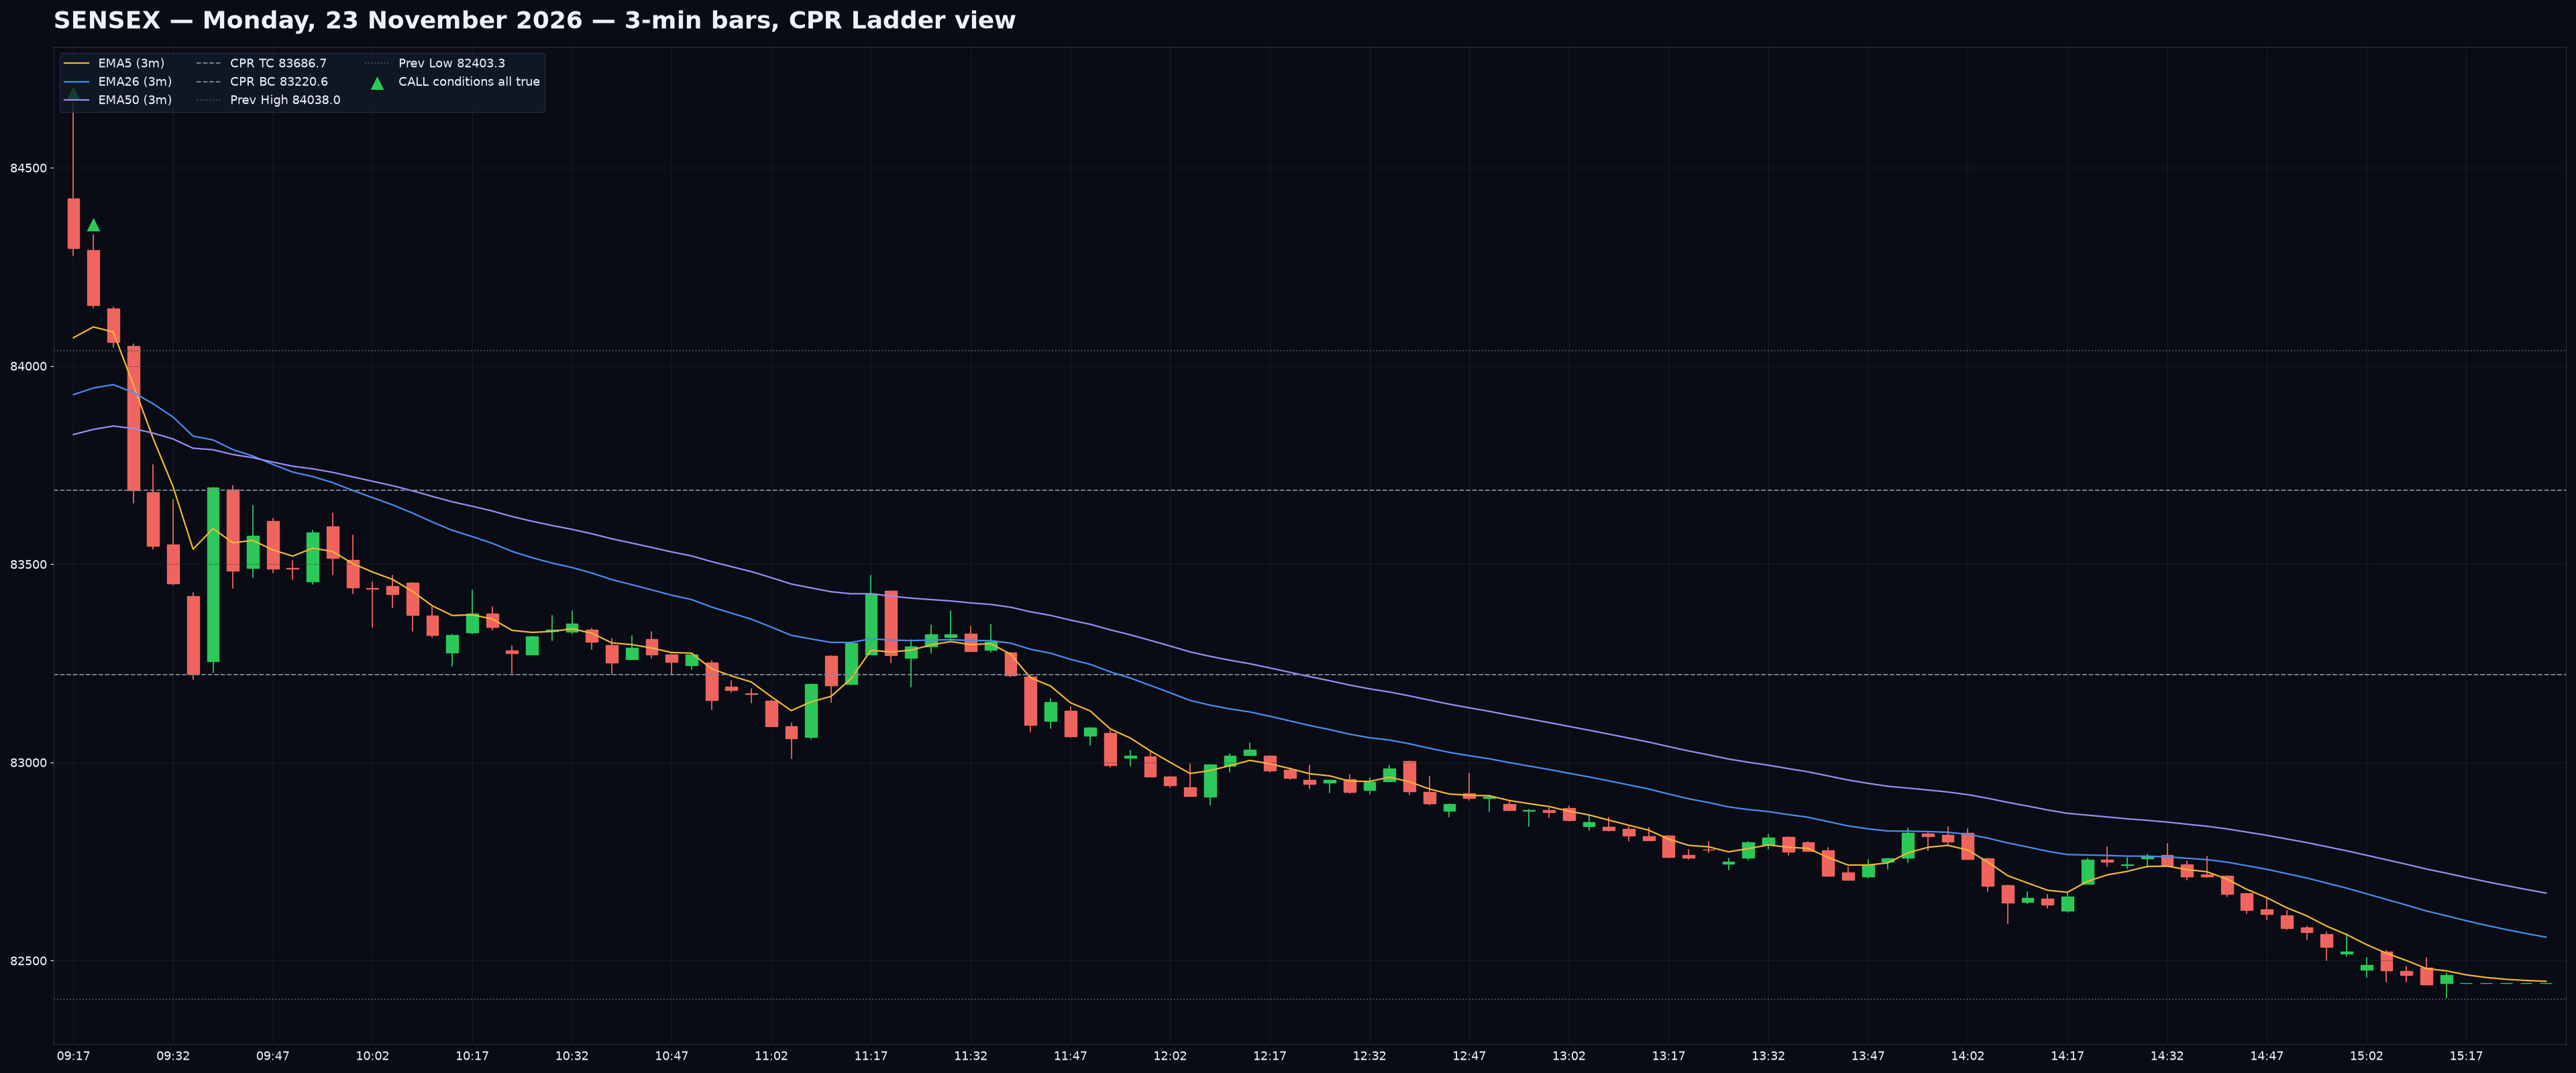 SENSEX — Monday, 23 November 2026 — 3-min bars, CPR Ladder view
EMA5 (3m)
EMA26 (3m)
EMA50 (3m)
CPR TC 83686.7
CPR BC 83220.6
Prev High 84038.0
Prev Low 82403.3
CALL conditions all true
84500
84000
83500
83000
82500
09:17 09:32 09:47 10:02 10:17 10:32 10:47 11:02 11:17 11:32 11:47 12:02 12:17 12:32 12:47 13:02 13:17 13:32 13:47 14:02 14:17 14:32 14:47 15:02 15:17